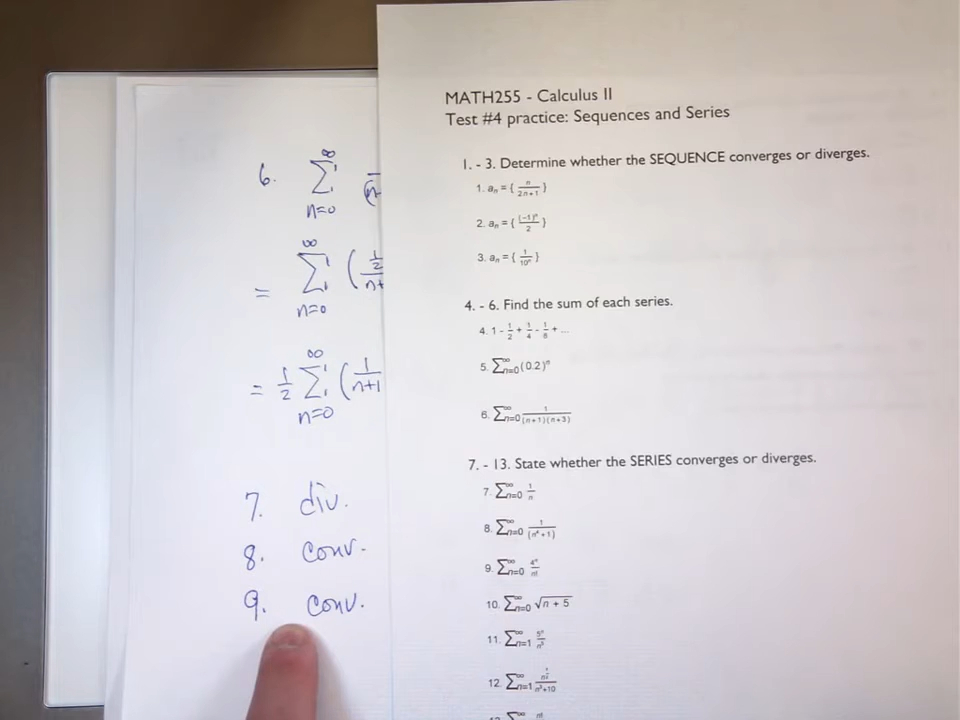 6. ∞
∑
n=0
= ∞
∑ (1/2
n=0
= 1/2 ∞
∑ (1/n+1
n=0
7. div.
8. conv.
9. conv.
MATH255 - Calculus II
Test #4 practice: Sequences and Series
1. - 3. Determine whether the SEQUENCE converges or diverges.
1. aₙ = { n/2n+1 }
2. aₙ = { (-1)ⁿ/2 }
3. aₙ = { 1/10ⁿ }
4. - 6. Find the sum of each series.
4. 1 - 1/2 + 1/4 - 1/8 + ...
5. ∑∞n=0 (0.2)ⁿ
6. ∑∞n=0 1/(n+1)(n+3)
7. - 13. State whether the SERIES converges or diverges.
7. ∑∞n=0 1/n
8. ∑∞n=0 1/(n⁴+1)
9. ∑∞n=0 4ⁿ/n!
10. ∑∞n=0 √n + 5
11. ∑∞n=1 5ⁿ/n⁵
12. ∑∞n=1